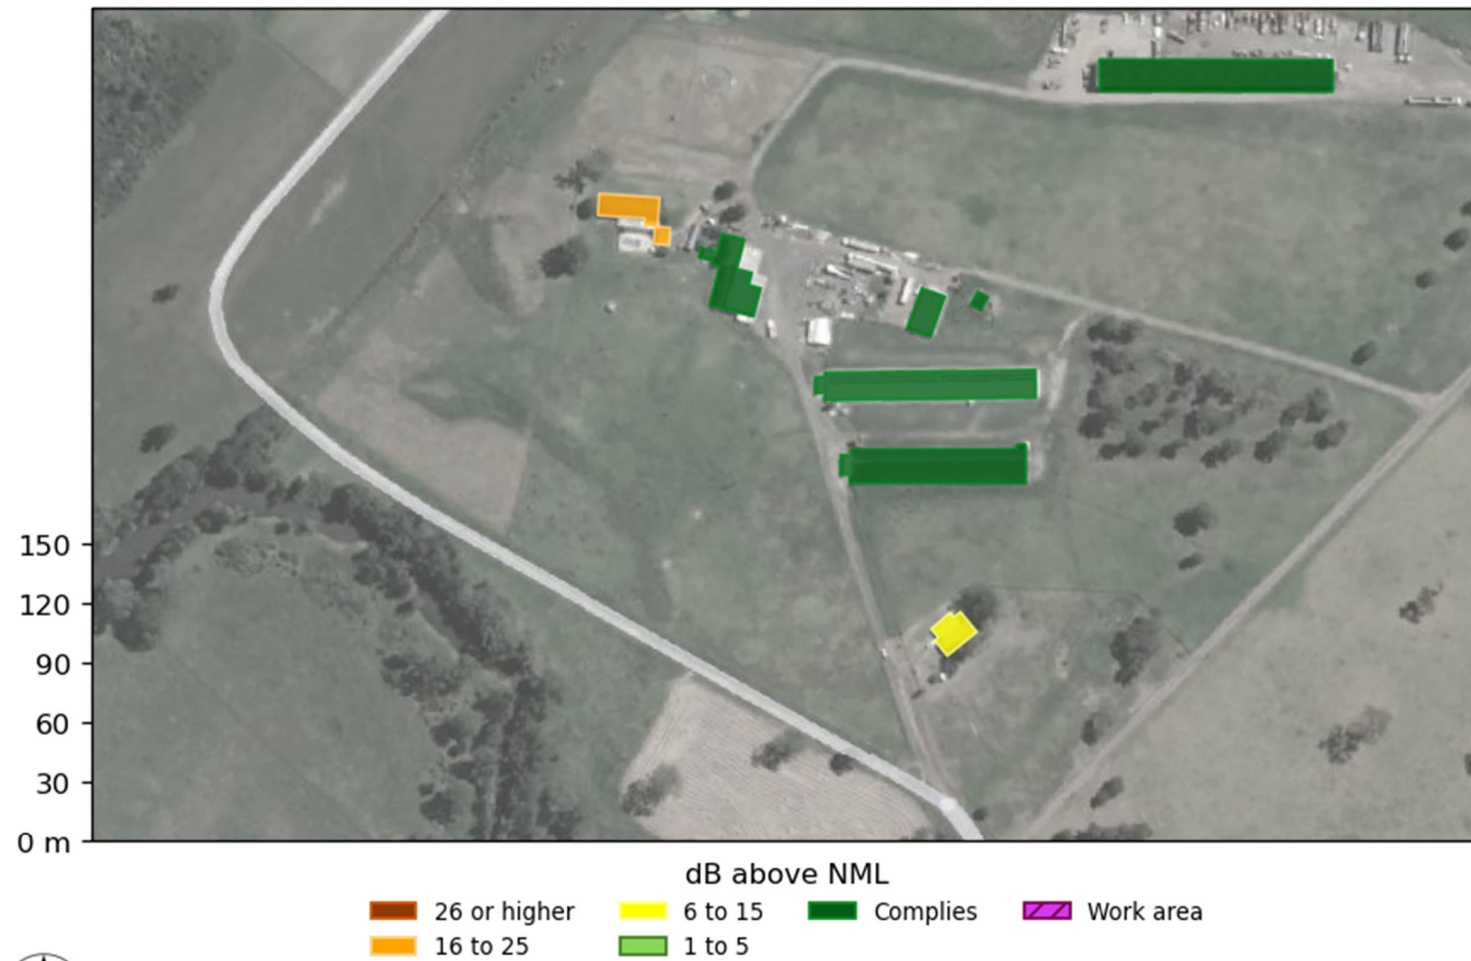 150
120
90
60
30
0 m
dB above NML
26 or higher
6 to 15
Complies
Work area
16 to 25
1 to 5